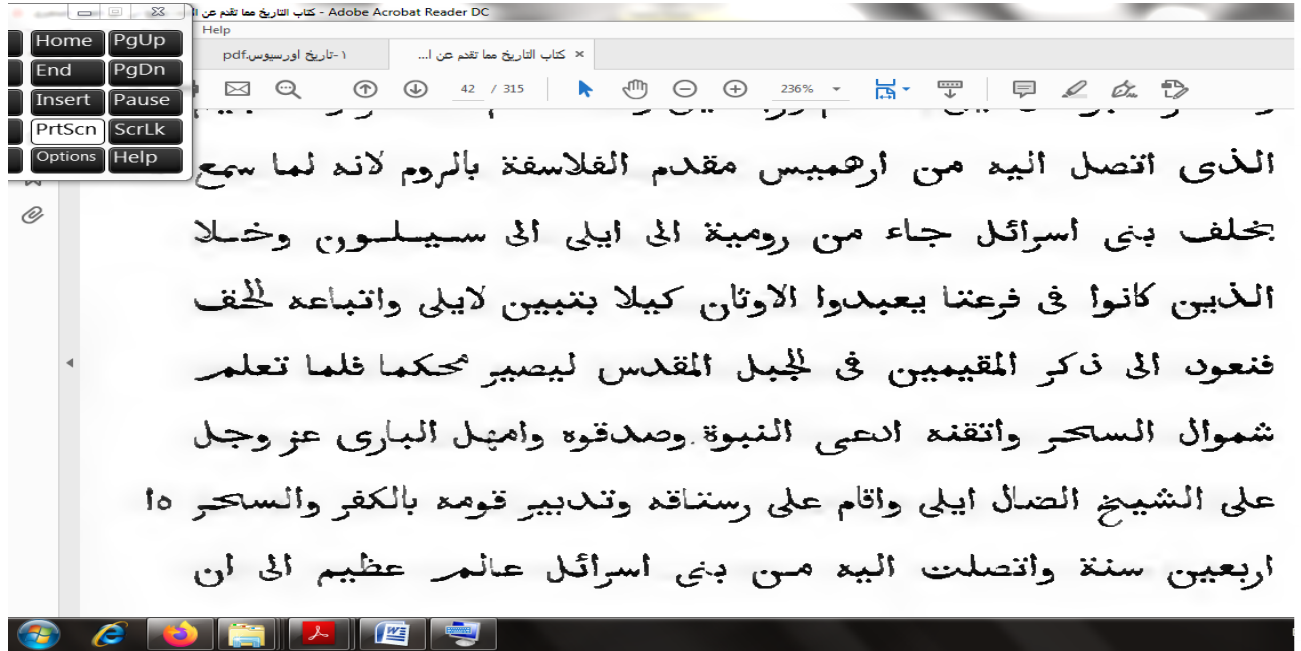 كتاب التاريخ مما تقدم عن ا - Adobe Acrobat Reader DC
Help
١-تاريخ اورسيوس.pdf
كتاب التاريخ مما تقدم عن ا... ×
42 / 315
236%
Home PgUp
End PgDn
Insert Pause
PrtScn ScrLk
Options Help
الذى اتصل اليه من ارهميس مقدم الفلاسفة بالروم لانه لما سمع
بخلف بنى اسرائل جاء من رومية الى ايلى الى سيلون وخلا
الذين كانوا فى فرعتا يعبدوا الاوثان كيلا بتبين لايلى واتباعه الحق
فنعود الى ذكر المقيمين فى الجبل المقدس ليصير محكما فلما تعلم
شموال السحر واتقنه ادعى النبوة وصدقوه وامهل البارى عز وجل
على الشيخ الضال ايلى واقام على رستاقه وتدبير قومه بالكفر والسحر ١٥
اربعين سنة واتصلت اليه من بنى اسرائل عالم عظيم الى ان